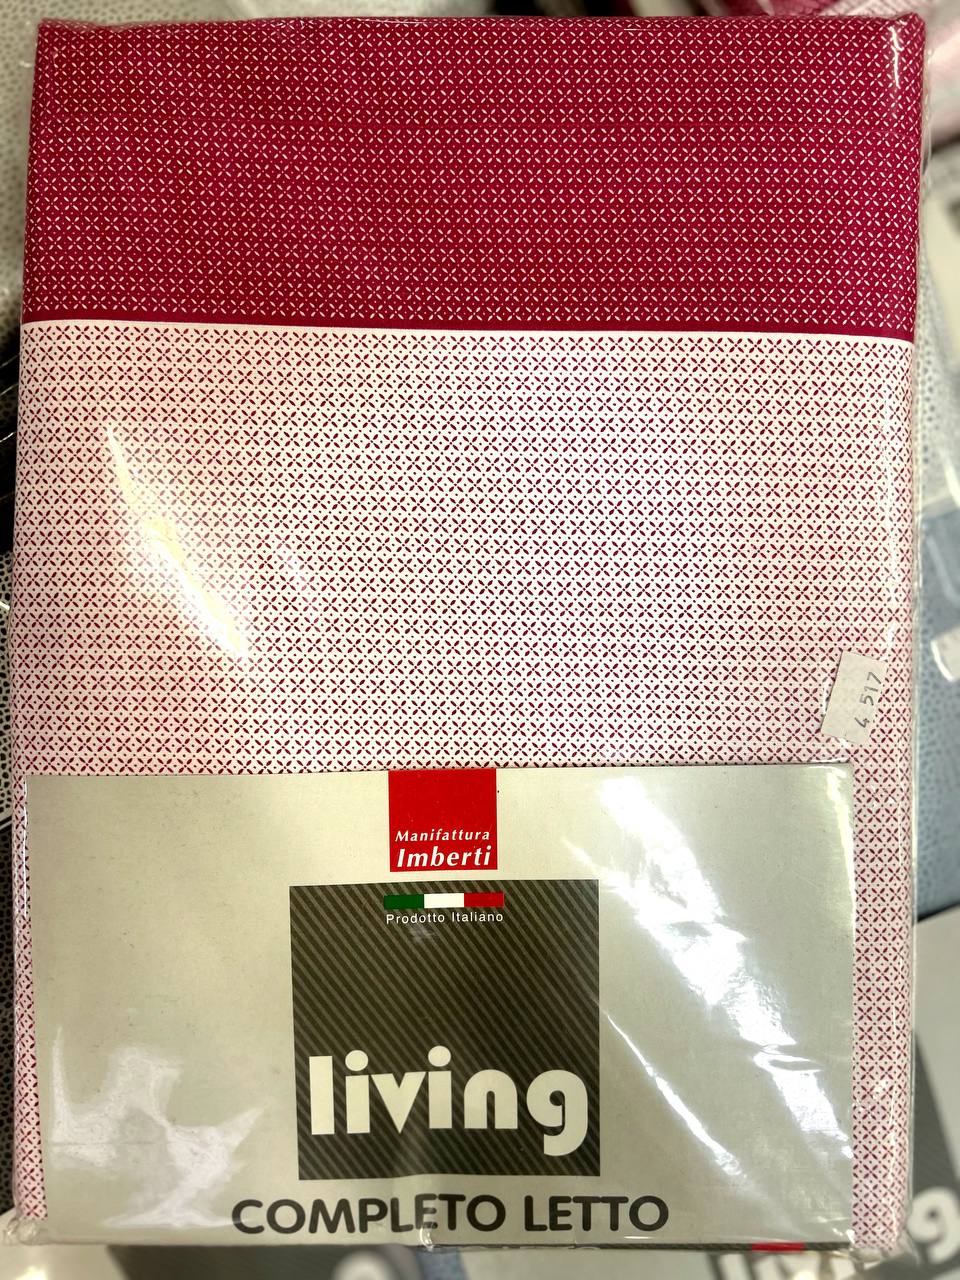 4 517
Manifattura
Imberti
Prodotto Italiano
living
COMPLETO LETTO